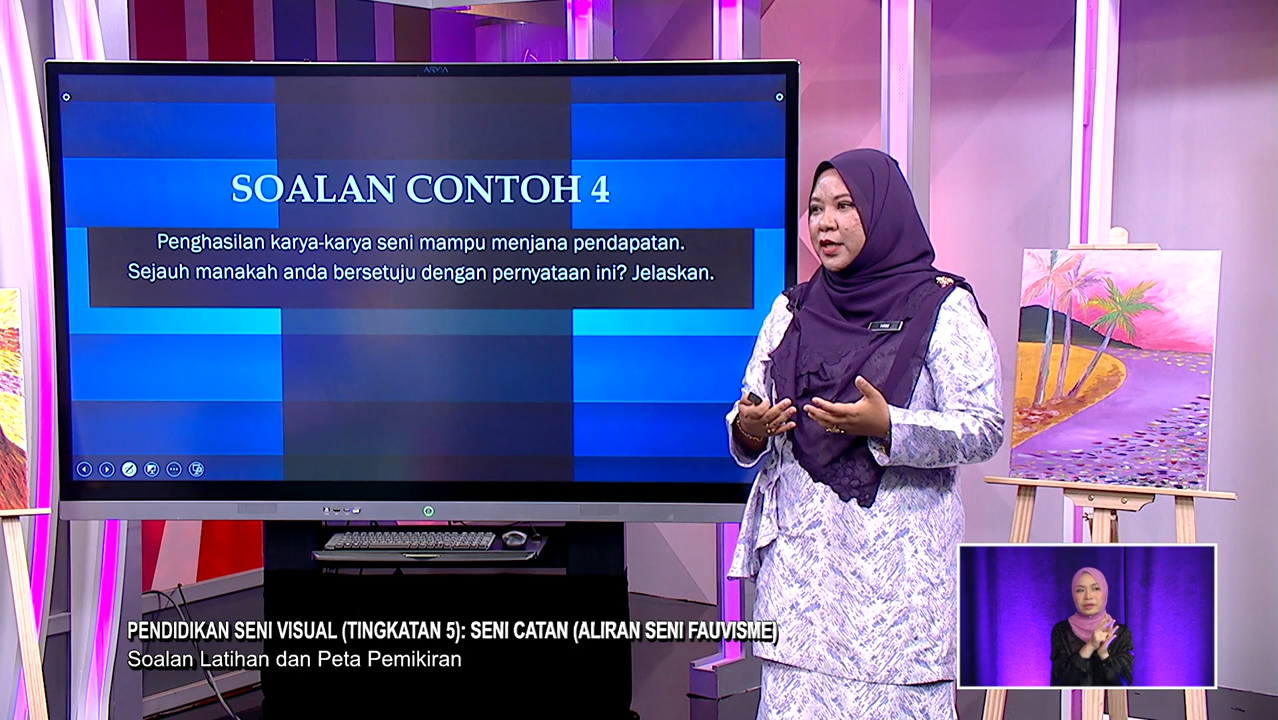 SOALAN CONTOH 4
Penghasilan karya-karya seni mampu menjana pendapatan.
Sejauh manakah anda bersetuju dengan pernyataan ini? Jelaskan.
PENDIDIKAN SENI VISUAL (TINGKATAN 5): SENI CATAN (ALIRAN SENI FAUVISME)
Soalan Latihan dan Peta Pemikiran